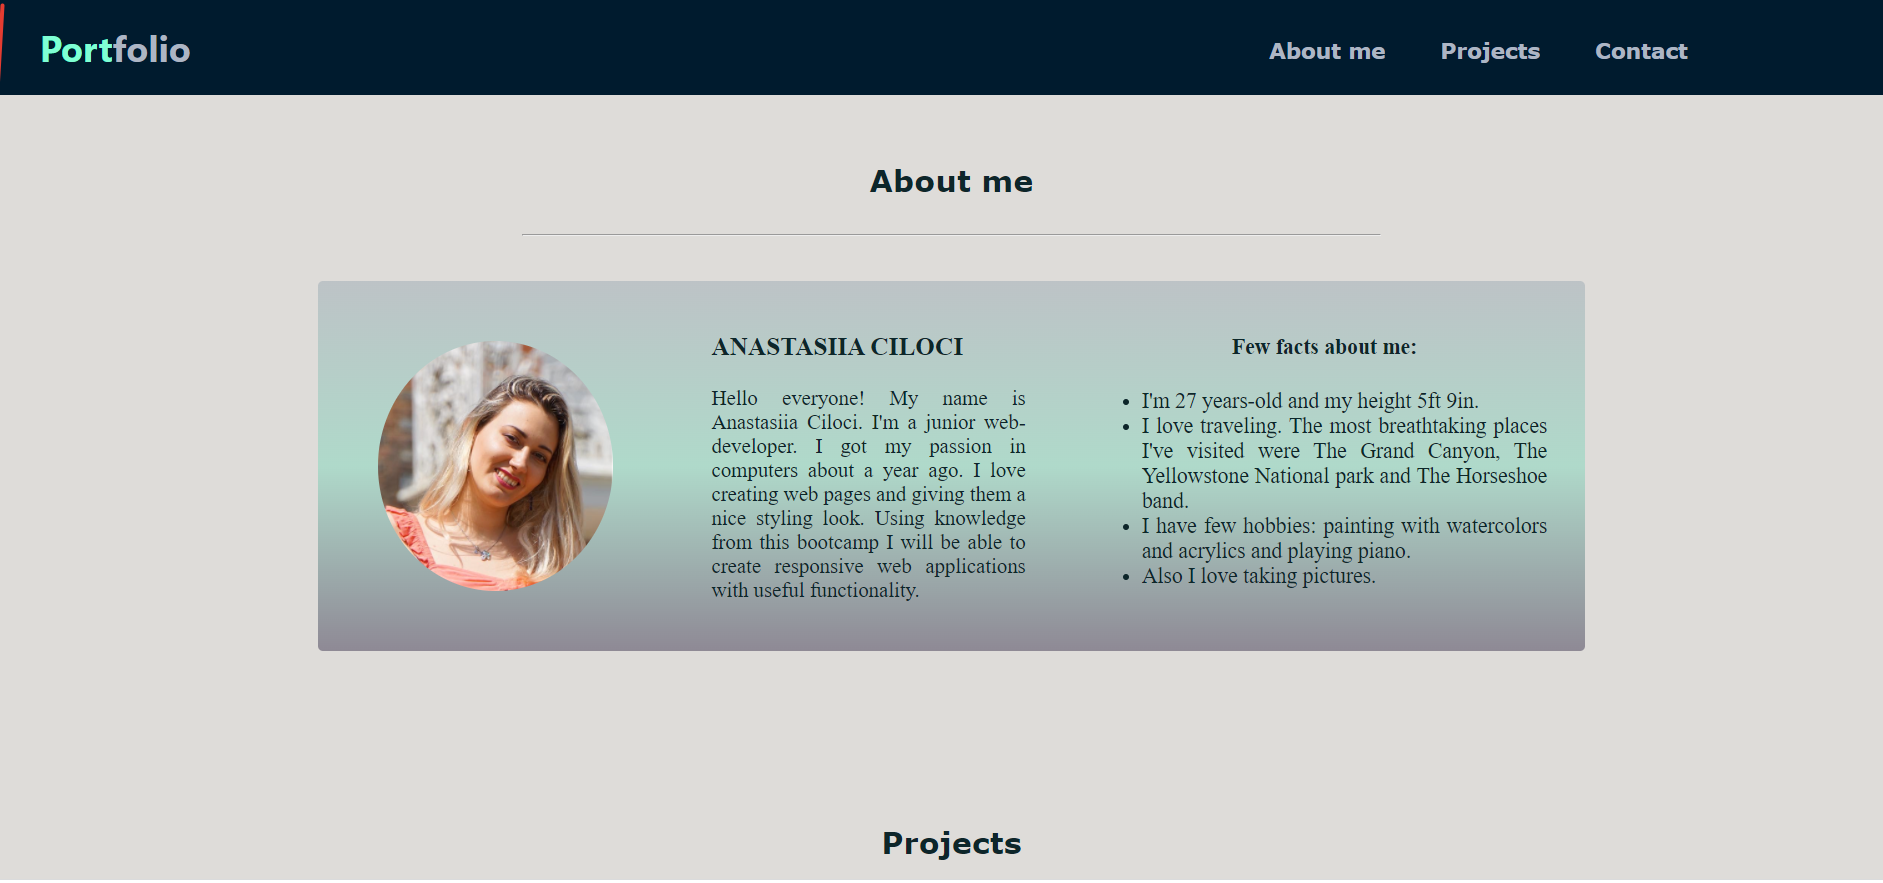 Portfolio
About me
Projects
Contact
About me
ANASTASIIA CILOCI
Hello everyone! My name is
Anastasiia Ciloci. I'm a junior web-
developer. I got my passion in
computers about a year ago. I love
creating web pages and giving them a
nice styling look. Using knowledge
from this bootcamp I will be able to
create responsive web applications
with useful functionality.
Few facts about me:
• I'm 27 years-old and my height 5ft 9in.
• I love traveling. The most breathtaking places
I've visited were The Grand Canyon, The
Yellowstone National park and The Horseshoe
band.
• I have few hobbies: painting with watercolors
and acrylics and playing piano.
• Also I love taking pictures.
Projects